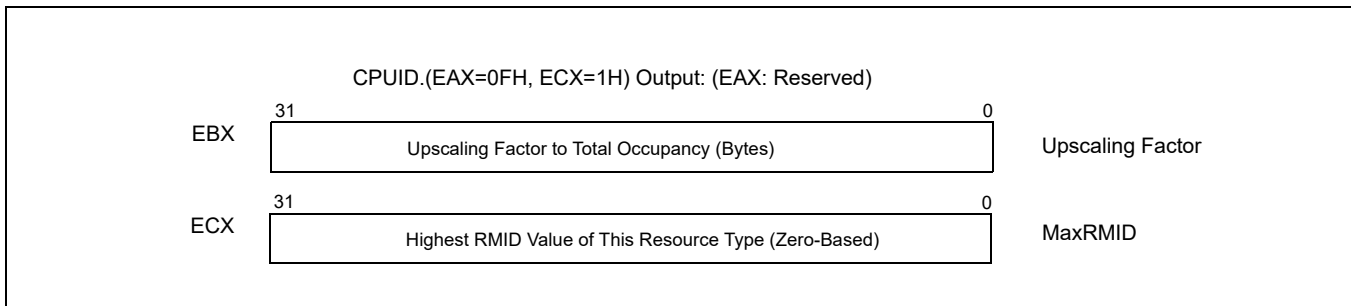 CPUID.(EAX=0FH, ECX=1H) Output: (EAX: Reserved)
31 0
EBX Upscaling Factor to Total Occupancy (Bytes) Upscaling Factor
31 0
ECX Highest RMID Value of This Resource Type (Zero-Based) MaxRMID